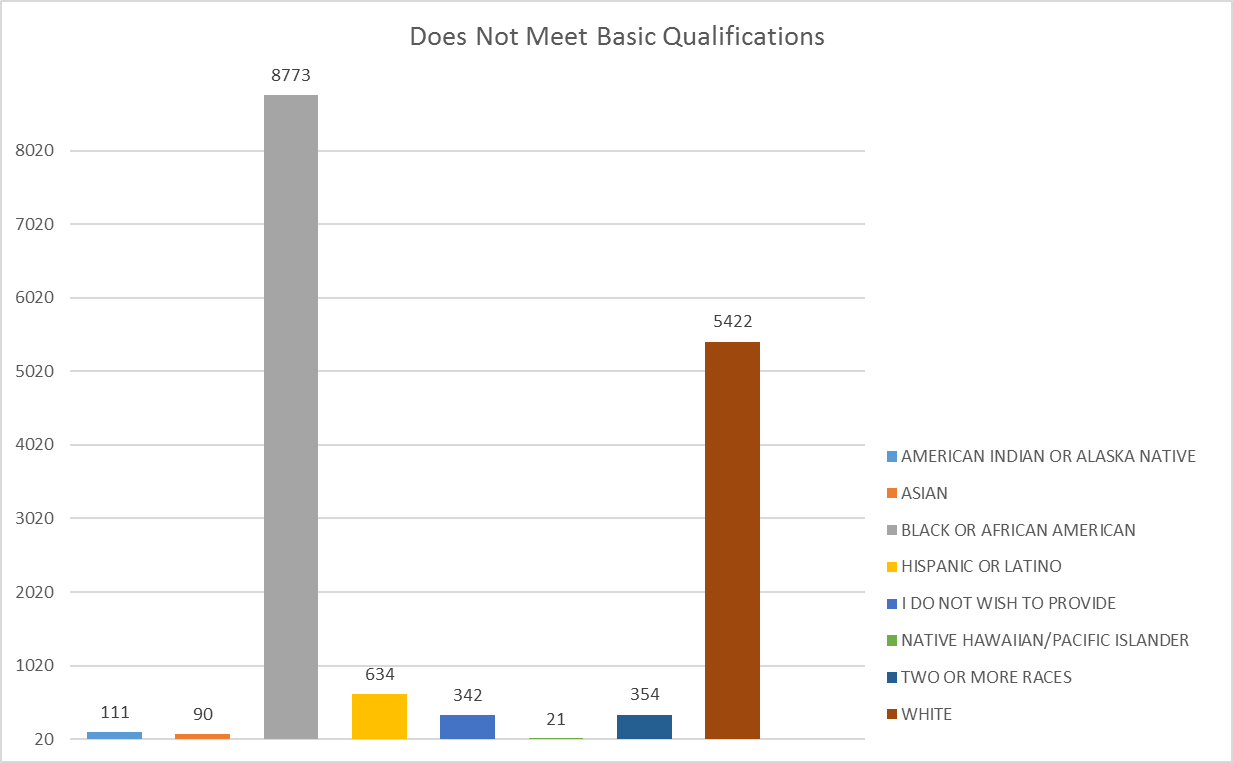 Does Not Meet Basic Qualifications
8773
8020
7020
6020
5422
5020
4020
3020
2020
1020
634
342
354
111
90
21
20
AMERICAN INDIAN OR ALASKA NATIVE
ASIAN
BLACK OR AFRICAN AMERICAN
HISPANIC OR LATINO
I DO NOT WISH TO PROVIDE
NATIVE HAWAIIAN/PACIFIC ISLANDER
TWO OR MORE RACES
WHITE